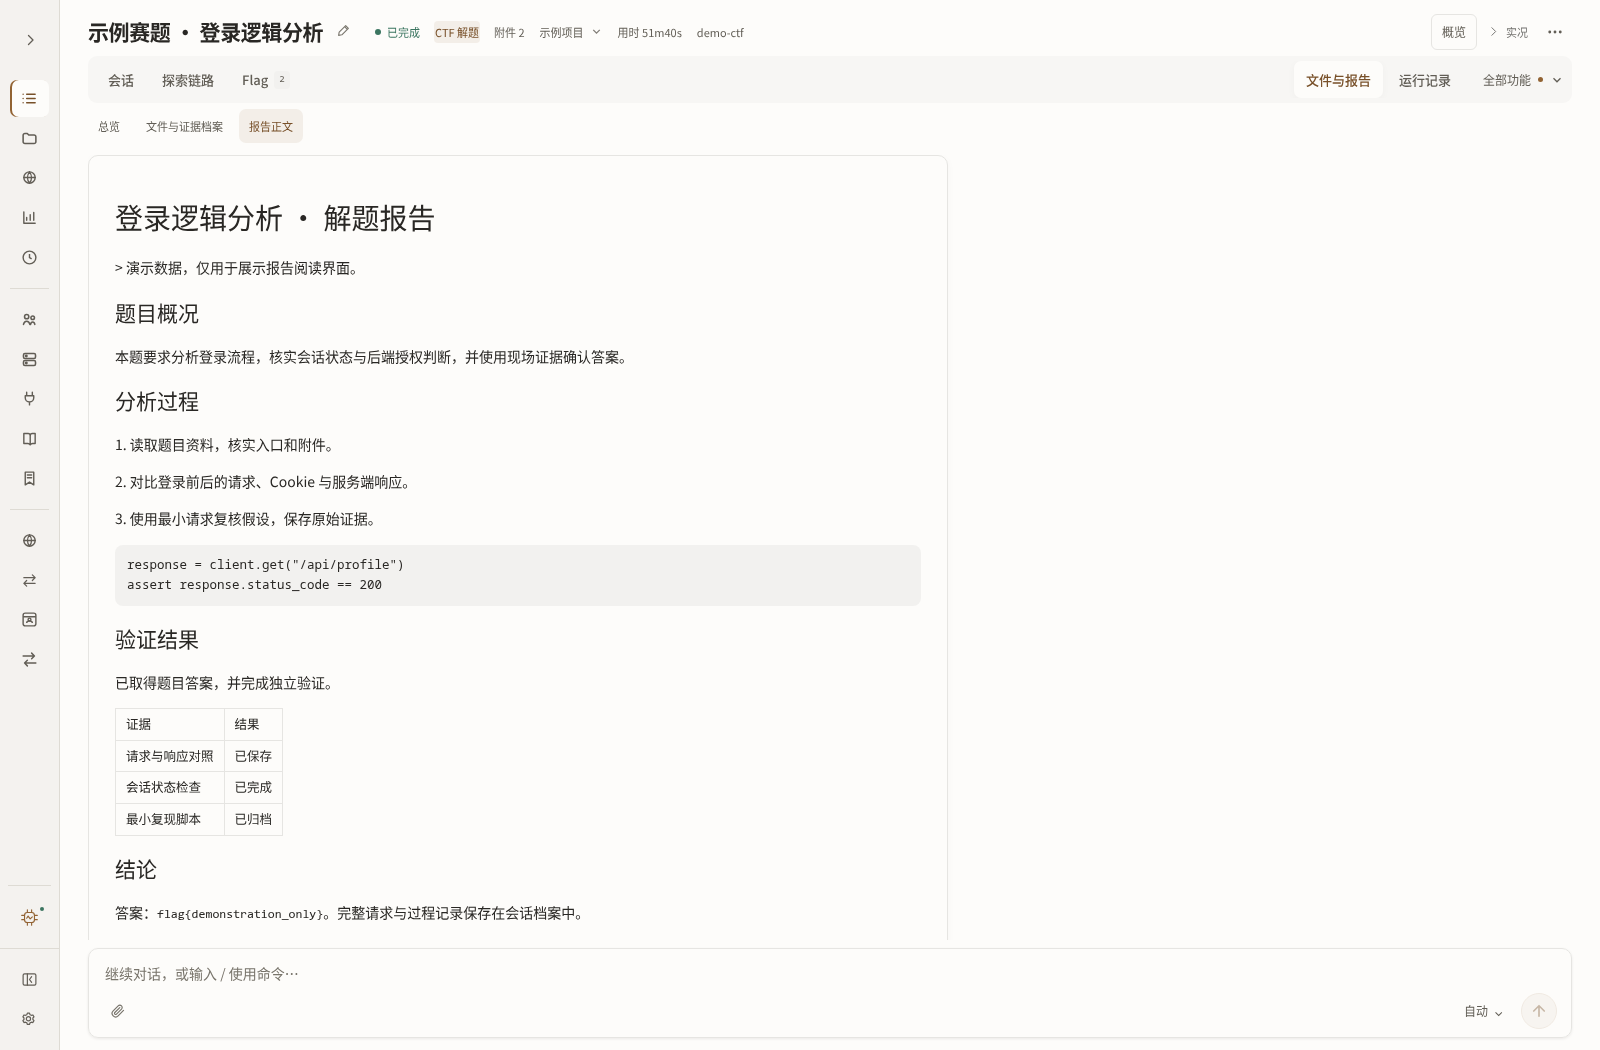 示例赛题 • 登录逻辑分析
已完成 CTF 解题 附件 2 示例项目 用时 51m40s demo-ctf
概览 实况
会话 探索链路 Flag 2 文件与报告 运行记录 全部功能
总览 文件与证据档案 报告正文
登录逻辑分析 • 解题报告
> 演示数据，仅用于展示报告阅读界面。
题目概况
本题要求分析登录流程，核实会话状态与后端授权判断，并使用现场证据确认答案。
分析过程
1. 读取题目资料，核实入口和附件。
2. 对比登录前后的请求、Cookie 与服务端响应。
3. 使用最小请求复核假设，保存原始证据。
response = client.get("/api/profile")
assert response.status_code == 200
验证结果
已取得题目答案，并完成独立验证。
证据 结果
请求与响应对照 已保存
会话状态检查 已完成
最小复现脚本 已归档
结论
答案：flag{demonstration_only}。完整请求与过程记录保存在会话档案中。
继续对话，或输入 / 使用命令…
自动